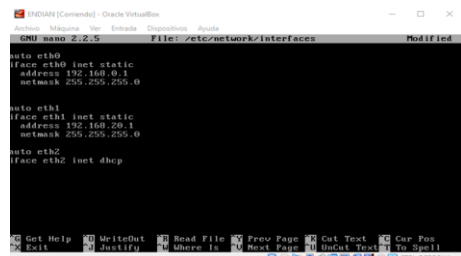 ENDIAN [Corriendo] - Oracle VirtualBox
Archivo Máquina Ver Entrada Dispositivos Ayuda
GNU nano 2.2.5 File: /etc/network/interfaces Modified
auto eth0
iface eth0 inet static
address 192.168.0.1
netmask 255.255.255.0
auto eth1
iface eth1 inet static
address 192.168.20.1
netmask 255.255.255.0
auto eth2
iface eth2 inet dhcp
^G Get Help ^O WriteOut ^R Read File ^Y Prev Page ^K Cut Text ^C Cur Pos
^X Exit ^J Justify ^W Where Is ^V Next Page ^U UnCut Text ^T To Spell